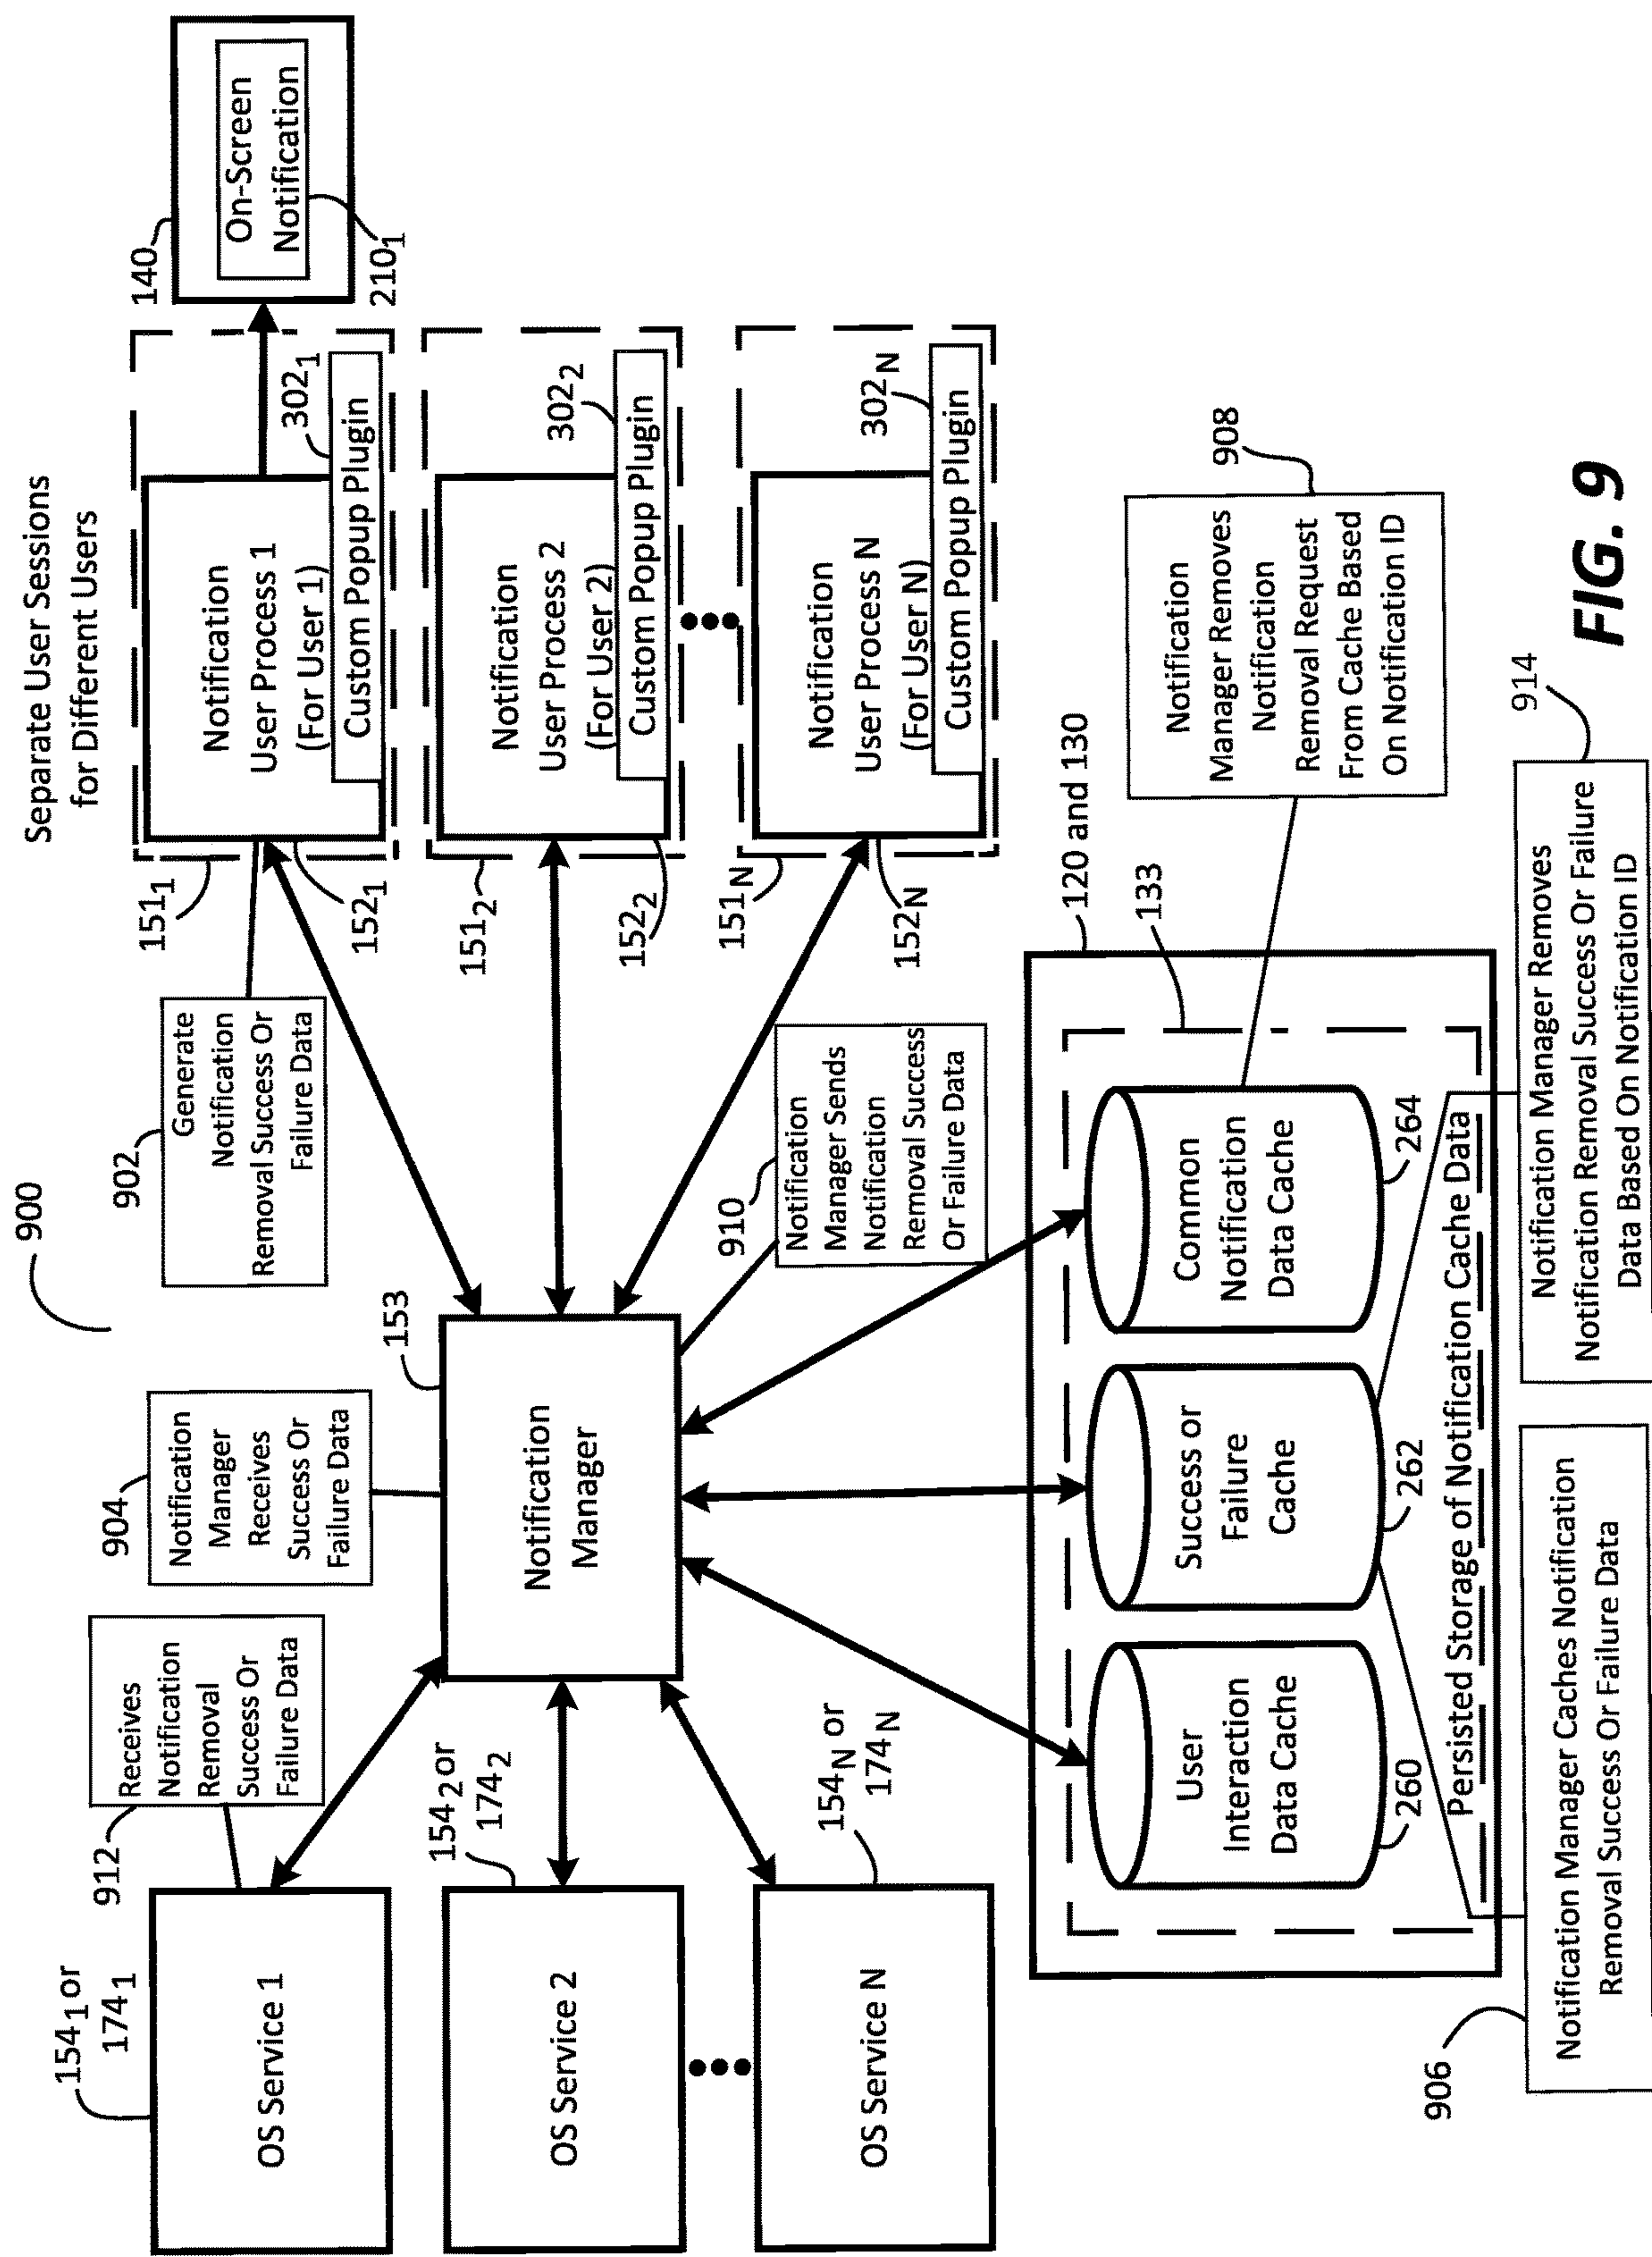 900
Separate User Sessions
for Different Users
154₁ or
174₁
OS Service 1
912
Receives
Notification
Removal
Success Or
Failure Data
904
Notification
Manager
Receives
Success Or
Failure Data
902
Generate
Notification
Removal Success Or
Failure Data
151₁
152₁
Notification
User Process 1
(For User 1)
302₁
Custom Popup Plugin
140
On-Screen
Notification
210₁
154₂ or
174₂
OS Service 2
153
Notification
Manager
151₂
152₂
Notification
User Process 2
(For User 2)
302₂
Custom Popup Plugin
154N or
174N
OS Service N
910
Notification
Manager Sends
Notification
Removal Success
Or Failure Data
151N
152N
Notification
User Process N
(For User N)
302N
Custom Popup Plugin
120 and 130
133
User
Interaction
Data Cache
260
Success or
Failure
Cache
262
Common
Notification
Data Cache
264
Persisted Storage of Notification Cache Data
908
Notification
Manager Removes
Notification
Removal Request
From Cache Based
On Notification ID
906
Notification Manager Caches Notification
Removal Success Or Failure Data
914
Notification Manager Removes
Notification Removal Success Or Failure
Data Based On Notification ID
FIG. 9